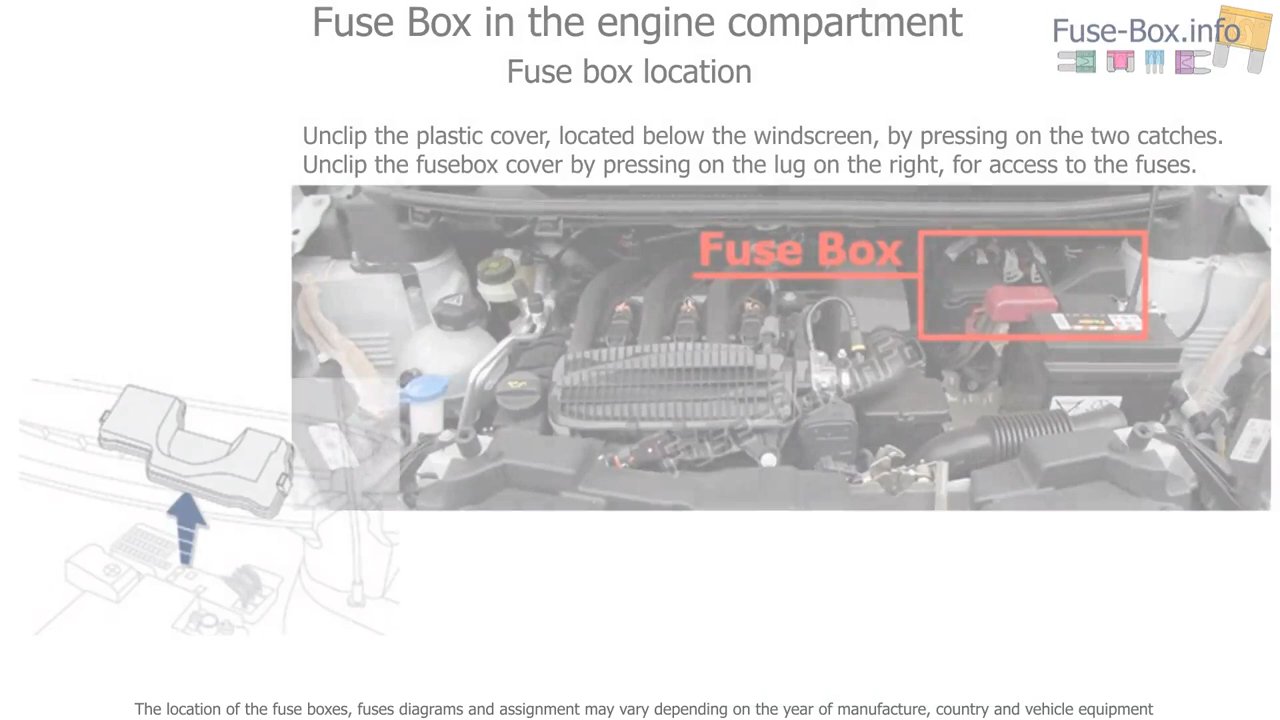 Fuse Box in the engine compartment
Fuse-Box.info
Fuse box location
Unclip the plastic cover, located below the windscreen, by pressing on the two catches.
Unclip the fusebox cover by pressing on the lug on the right, for access to the fuses.
Fuse Box
The location of the fuse boxes, fuses diagrams and assignment may vary depending on the year of manufacture, country and vehicle equipment